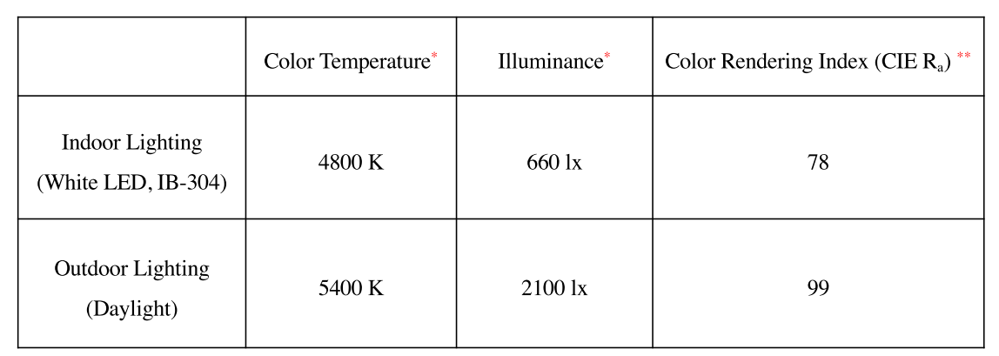 Color Temperature* Illuminance* Color Rendering Index (CIE Rₐ) **
Indoor Lighting
(White LED, IB-304)
4800 K 660 lx 78
Outdoor Lighting
(Daylight)
5400 K 2100 lx 99